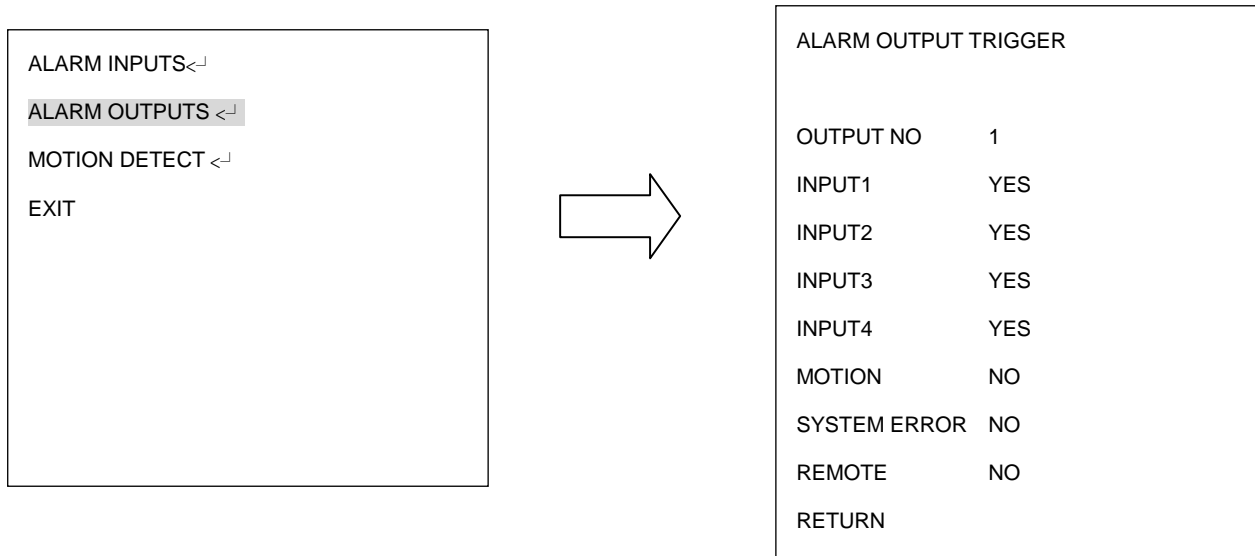 ALARM INPUTS<┘
ALARM OUTPUTS <┘
MOTION DETECT <┘
EXIT
ALARM OUTPUT TRIGGER
OUTPUT NO 1
INPUT1 YES
INPUT2 YES
INPUT3 YES
INPUT4 YES
MOTION NO
SYSTEM ERROR NO
REMOTE NO
RETURN